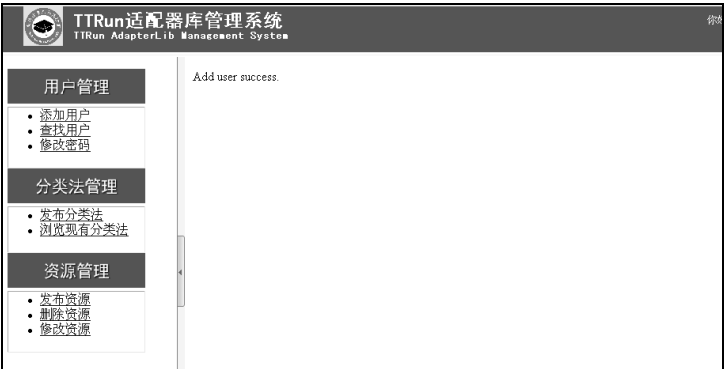 TTRun适配器库管理系统
TTRun AdapterLib Management System
用户管理
添加用户
查找用户
修改密码
分类法管理
发布分类法
浏览现有分类法
资源管理
发布资源
删除资源
修改资源
Add user success.